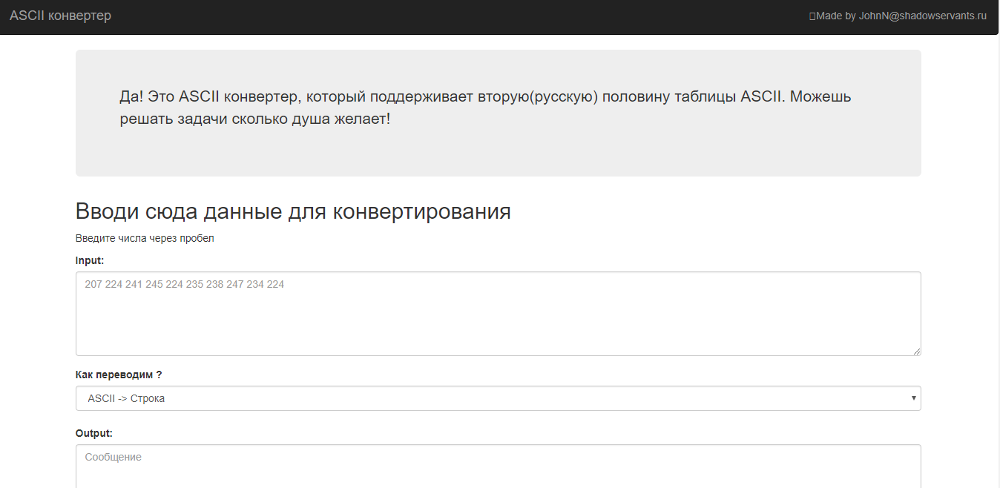 ASCII конвертер
Made by JohnN@shadowservants.ru
Да! Это ASCII конвертер, который поддерживает вторую(русскую) половину таблицы ASCII. Можешь
решать задачи сколько душа желает!
Вводи сюда данные для конвертирования
Введите числа через пробел
Input:
207 224 241 245 224 235 238 247 234 224
Как переводим ?
ASCII -> Строка
Output:
Сообщение